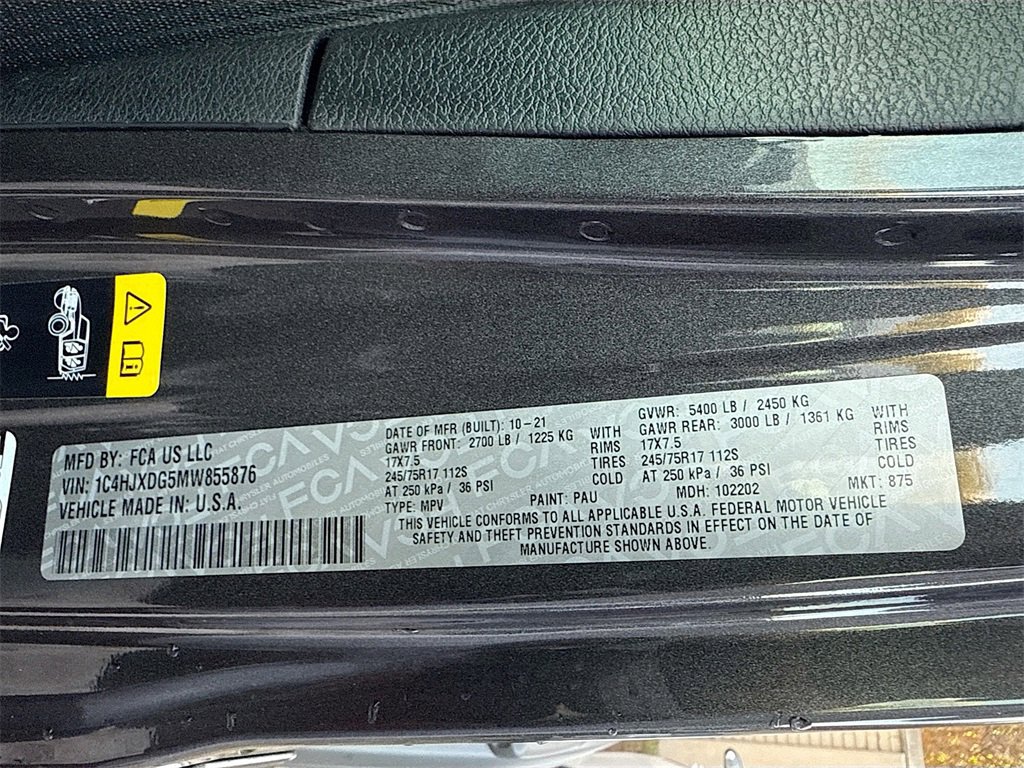 MFD BY: FCA US LLC
VIN: 1C4HJXDG5MW855876
VEHICLE MADE IN: U.S.A.
DATE OF MFR (BUILT): 10-21
GAWR FRONT: 2700 LB / 1225 KG WITH
17X7.5 RIMS
245/75R17 112S TIRES
AT 250 kPa / 36 PSI COLD
TYPE: MPV
GVWR: 5400 LB / 2450 KG
GAWR REAR: 3000 LB / 1361 KG WITH
17X7.5 RIMS
245/75R17 112S TIRES
AT 250 kPa / 36 PSI COLD
PAINT: PAU MDH: 102202 MKT: 875
THIS VEHICLE CONFORMS TO ALL APPLICABLE U.S.A. FEDERAL MOTOR VEHICLE
SAFETY AND THEFT PREVENTION STANDARDS IN EFFECT ON THE DATE OF
MANUFACTURE SHOWN ABOVE.